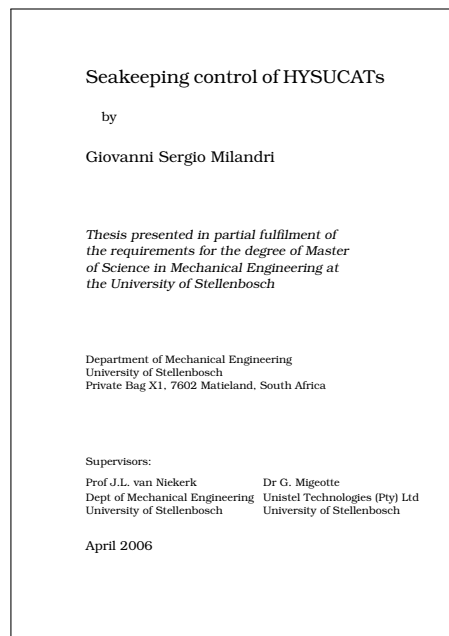 Seakeeping control of HYSUCATs
by
Giovanni Sergio Milandri
Thesis presented in partial fulfilment of
the requirements for the degree of Master
of Science in Mechanical Engineering at
the University of Stellenbosch
Department of Mechanical Engineering
University of Stellenbosch
Private Bag X1, 7602 Matieland, South Africa
Supervisors:
Prof J.L. van Niekerk
Dept of Mechanical Engineering
University of Stellenbosch
Dr G. Migeotte
Unistel Technologies (Pty) Ltd
University of Stellenbosch
April 2006